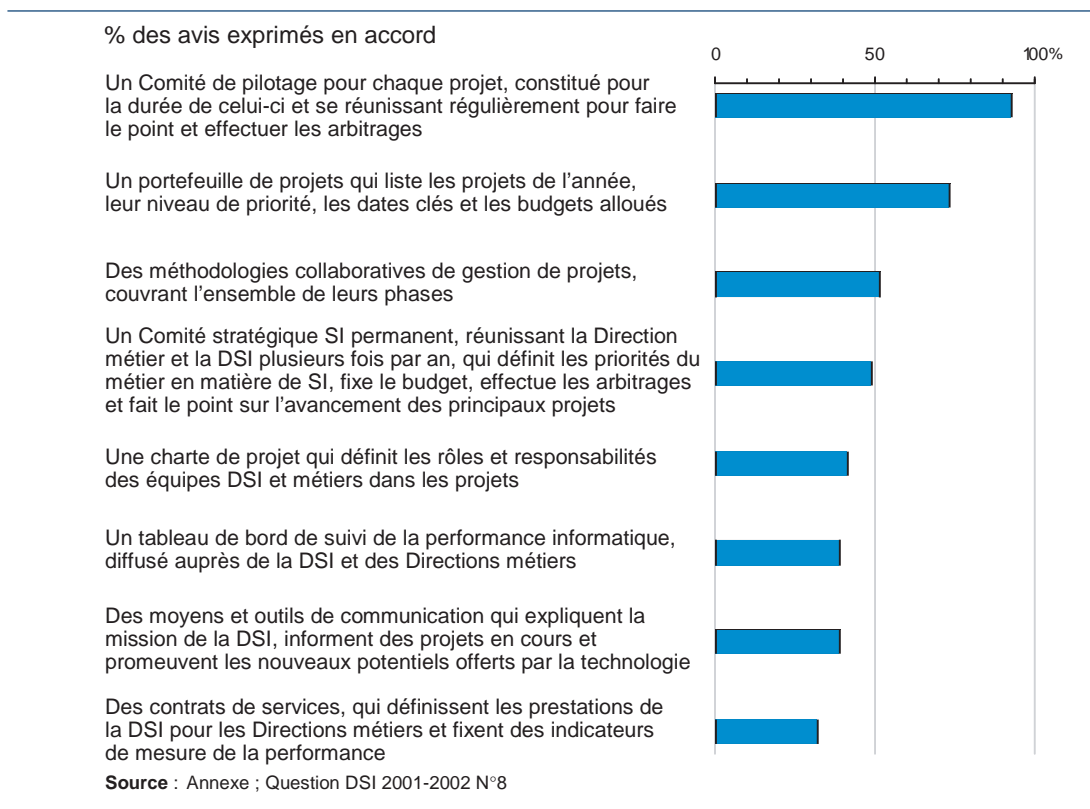 % des avis exprimés en accord
0 50 100%
Un Comité de pilotage pour chaque projet, constitué pour
la durée de celui-ci et se réunissant régulièrement pour faire
le point et effectuer les arbitrages
Un portefeuille de projets qui liste les projets de l’année,
leur niveau de priorité, les dates clés et les budgets alloués
Des méthodologies collaboratives de gestion de projets,
couvrant l’ensemble de leurs phases
Un Comité stratégique SI permanent, réunissant la Direction
métier et la DSI plusieurs fois par an, qui définit les priorités du
métier en matière de SI, fixe le budget, effectue les arbitrages
et fait le point sur l’avancement des principaux projets
Une charte de projet qui définit les rôles et responsabilités
des équipes DSI et métiers dans les projets
Un tableau de bord de suivi de la performance informatique,
diffusé auprès de la DSI et des Directions métiers
Des moyens et outils de communication qui expliquent la
mission de la DSI, informent des projets en cours et
promeuvent les nouveaux potentiels offerts par la technologie
Des contrats de services, qui définissent les prestations de
la DSI pour les Directions métiers et fixent des indicateurs
de mesure de la performance
Source : Annexe ; Question DSI 2001-2002 N°8